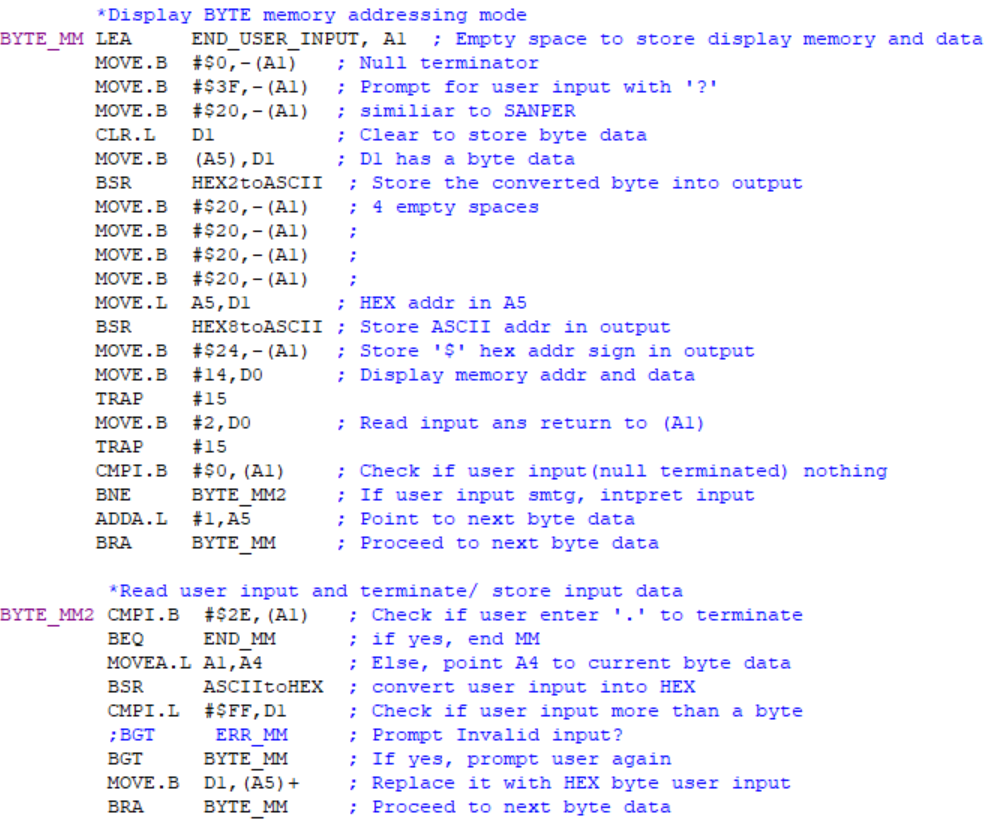 *Display BYTE memory addressing mode
BYTE_MM LEA END_USER_INPUT, A1 ; Empty space to store display memory and data
MOVE.B #$0,-(A1) ; Null terminator
MOVE.B #$3F,-(A1) ; Prompt for user input with '?'
MOVE.B #$20,-(A1) ; similiar to SANPER
CLR.L D1 ; Clear to store byte data
MOVE.B (A5),D1 ; D1 has a byte data
BSR HEX2toASCII ; Store the converted byte into output
MOVE.B #$20,-(A1) ; 4 empty spaces
MOVE.B #$20,-(A1) ;
MOVE.B #$20,-(A1) ;
MOVE.B #$20,-(A1) ;
MOVE.L A5,D1 ; HEX addr in A5
BSR HEX8toASCII ; Store ASCII addr in output
MOVE.B #$24,-(A1) ; Store '$' hex addr sign in output
MOVE.B #14,D0 ; Display memory addr and data
TRAP #15
MOVE.B #2,D0 ; Read input ans return to (A1)
TRAP #15
CMPI.B #$0,(A1) ; Check if user input(null terminated) nothing
BNE BYTE_MM2 ; If user input smtg, intpret input
ADDA.L #1,A5 ; Point to next byte data
BRA BYTE_MM ; Proceed to next byte data
*Read user input and terminate/ store input data
BYTE_MM2 CMPI.B #$2E,(A1) ; Check if user enter '.' to terminate
BEQ END_MM ; if yes, end MM
MOVEA.L A1,A4 ; Else, point A4 to current byte data
BSR ASCIItoHEX ; convert user input into HEX
CMPI.L #$FF,D1 ; Check if user input more than a byte
;BGT ERR_MM ; Prompt Invalid input?
BGT BYTE_MM ; If yes, prompt user again
MOVE.B D1,(A5)+ ; Replace it with HEX byte user input
BRA BYTE_MM ; Proceed to next byte data